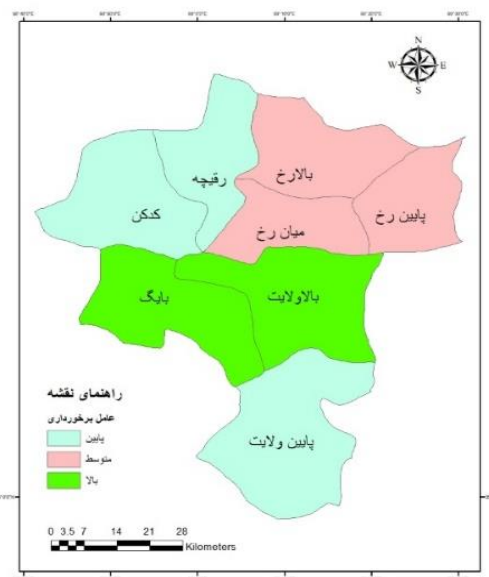 N
W E
S
بالارخ
رقیچه
کدکن
پایین رخ
میان رخ
بالاولایت
بایگ
پایین ولایت
راهنمای نقشه
عامل برخورداری
پایین
متوسط
بالا
0 3.5 7 14 21 28
Kilometers